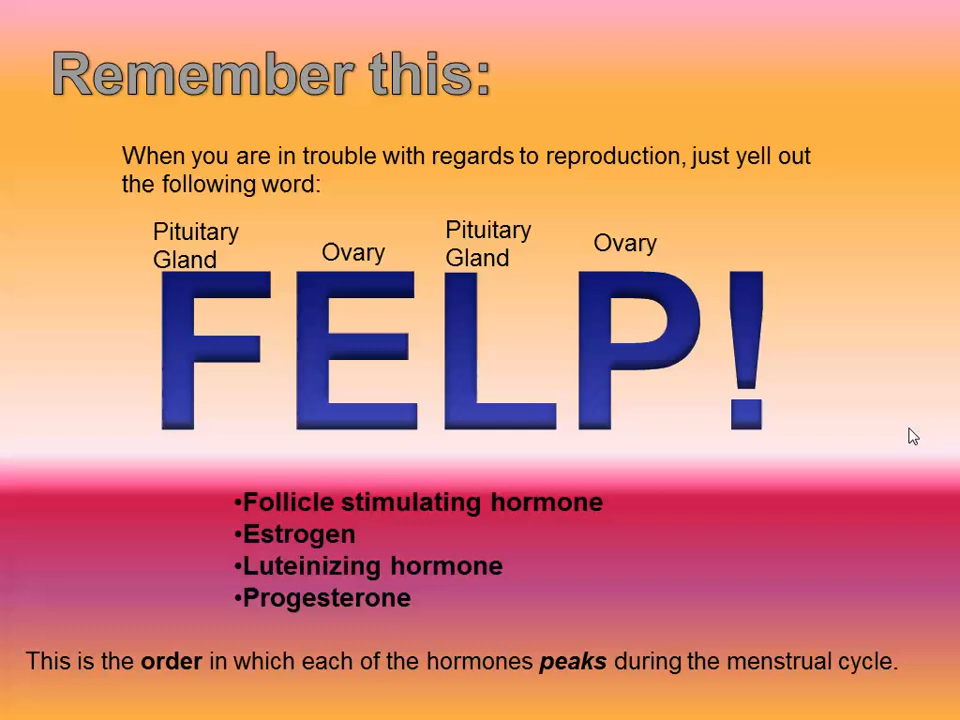 Remember this:
When you are in trouble with regards to reproduction, just yell out
the following word:
Pituitary
Gland
Ovary
Pituitary
Gland
Ovary
FELP!
•Follicle stimulating hormone
•Estrogen
•Luteinizing hormone
•Progesterone
This is the order in which each of the hormones peaks during the menstrual cycle.